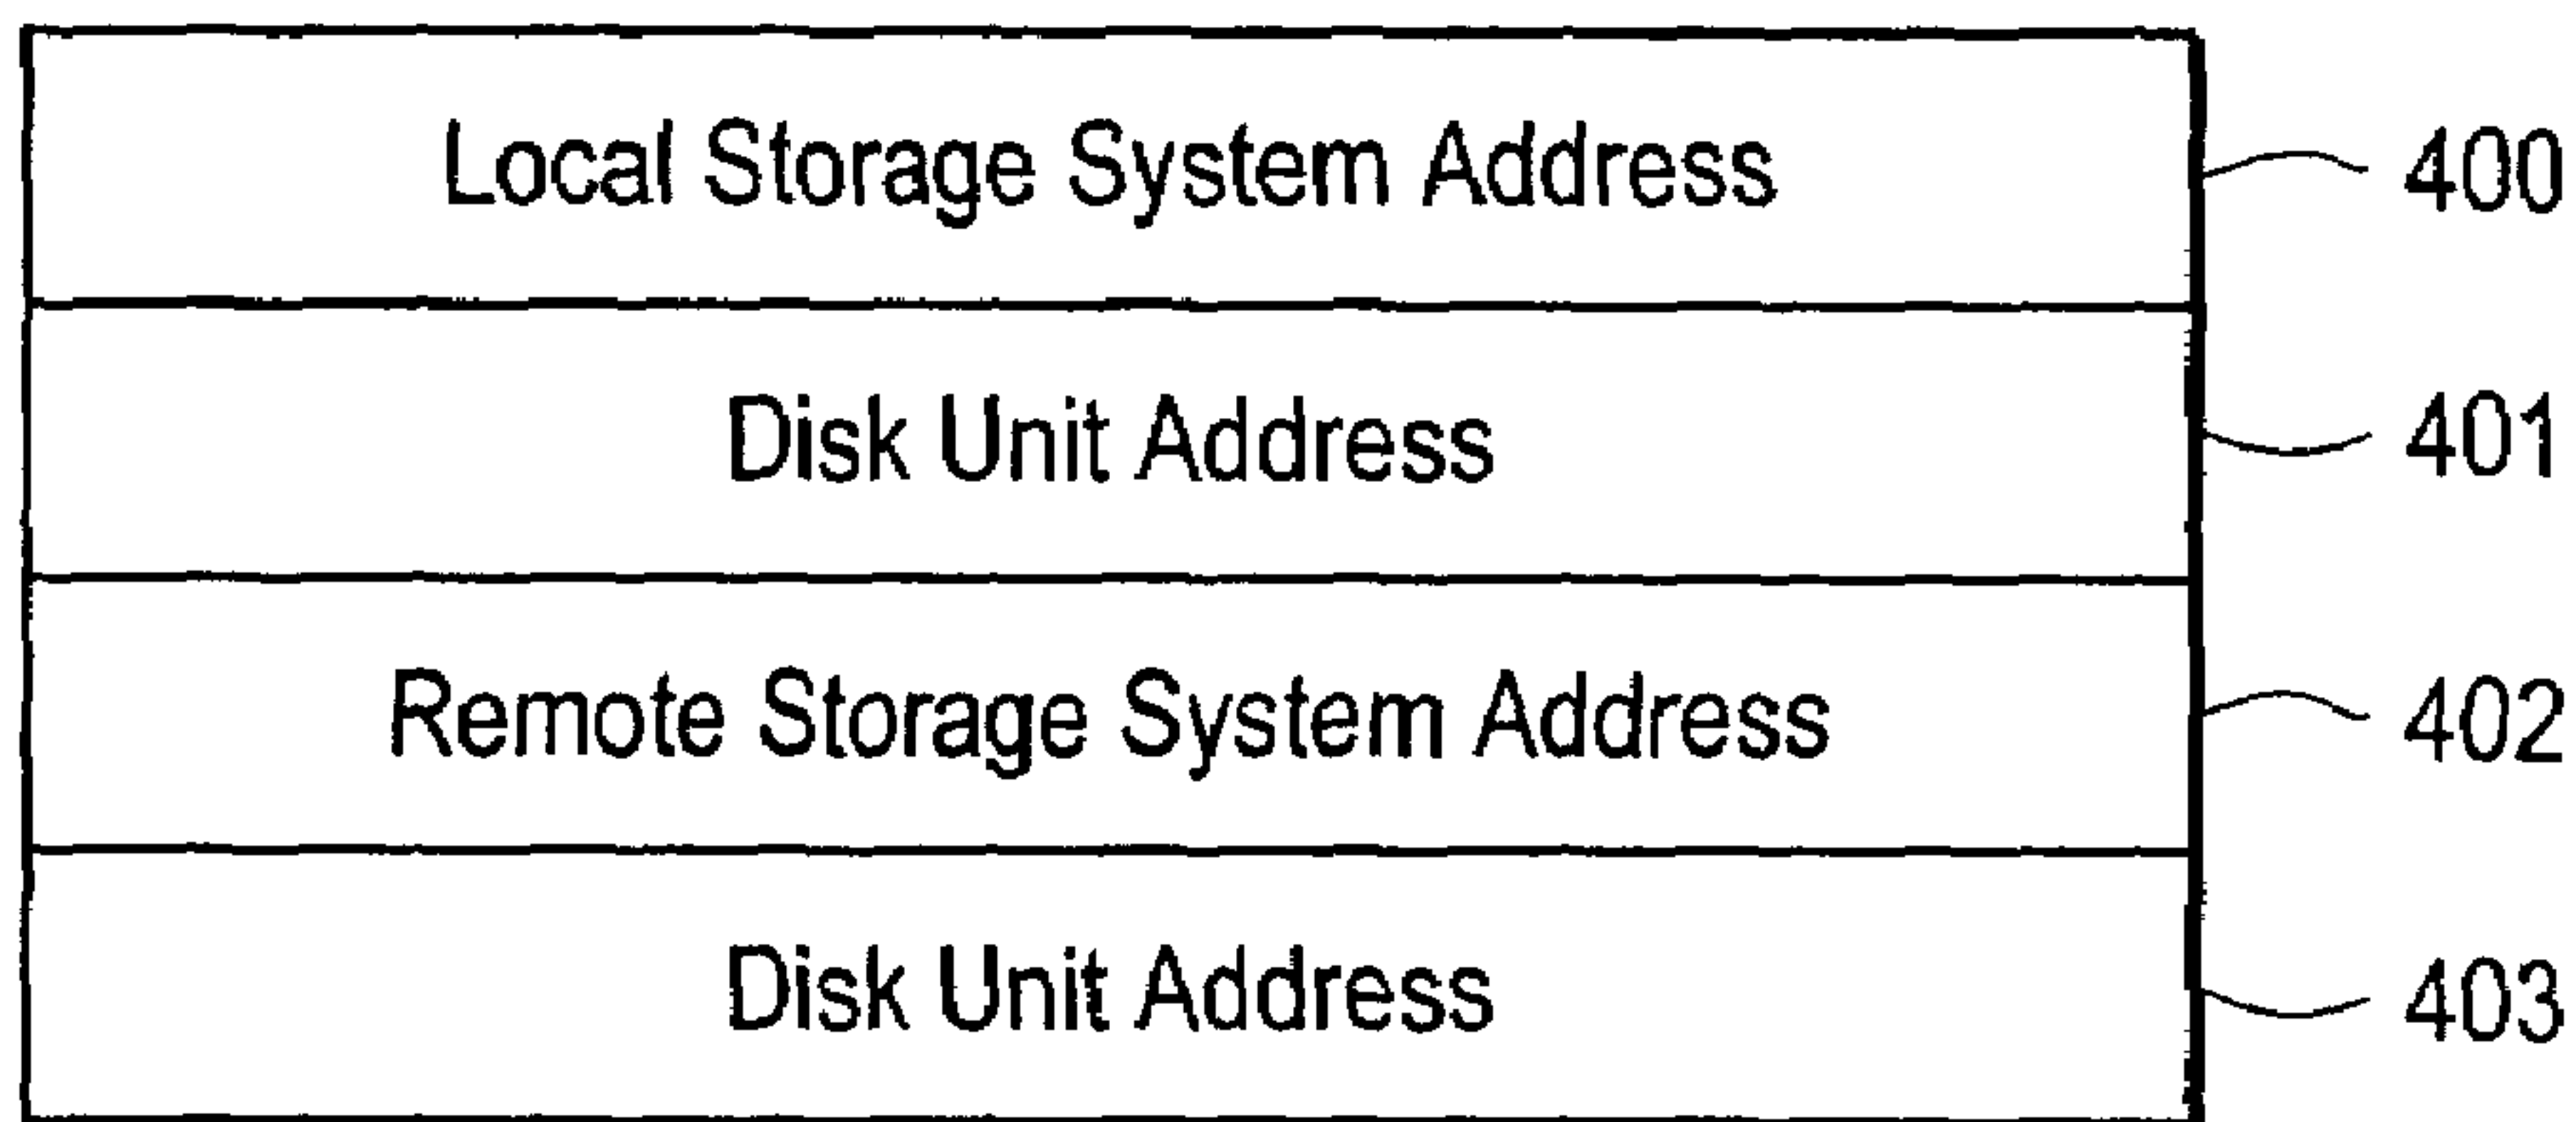 Local Storage System Address 400
Disk Unit Address 401
Remote Storage System Address 402
Disk Unit Address 403